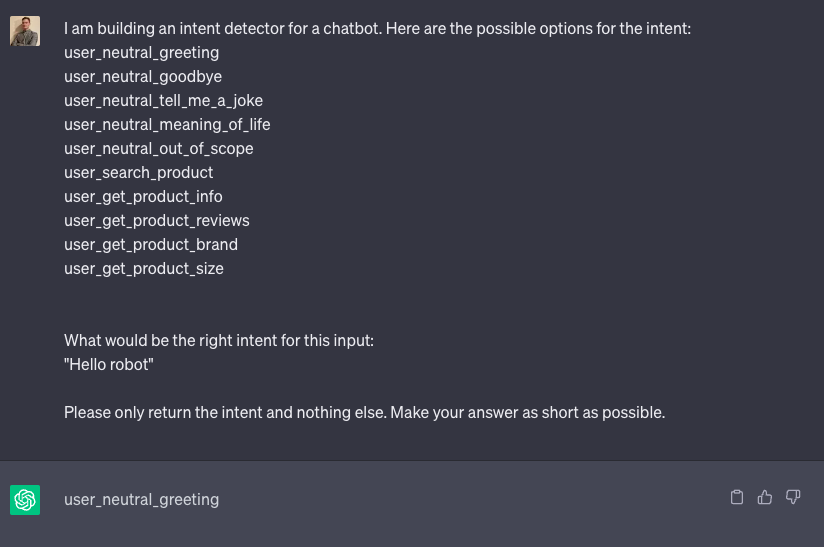 I am building an intent detector for a chatbot. Here are the possible options for the intent:
user_neutral_greeting
user_neutral_goodbye
user_neutral_tell_me_a_joke
user_neutral_meaning_of_life
user_neutral_out_of_scope
user_search_product
user_get_product_info
user_get_product_reviews
user_get_product_brand
user_get_product_size
What would be the right intent for this input:
"Hello robot"
Please only return the intent and nothing else. Make your answer as short as possible.
user_neutral_greeting